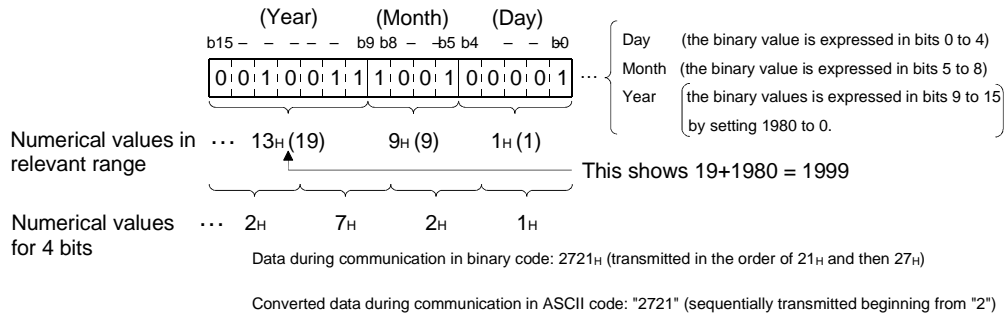 (Year) (Month) (Day)
b15 – – – – – b9 b8 – –b5 b4 – – –b0
0 0 1 0 0 1 1 1 0 0 1 0 0 0 0 1 ...
Day (the binary value is expressed in bits 0 to 4)
Month (the binary value is expressed in bits 5 to 8)
Year the binary values is expressed in bits 9 to 15
by setting 1980 to 0.
Numerical values in ... 13H (19) 9H (9) 1H (1)
relevant range
This shows 19+1980 = 1999
Numerical values ... 2H 7H 2H 1H
for 4 bits
Data during communication in binary code: 2721H (transmitted in the order of 21H and then 27H)
Converted data during communication in ASCII code: "2721" (sequentially transmitted beginning from "2")